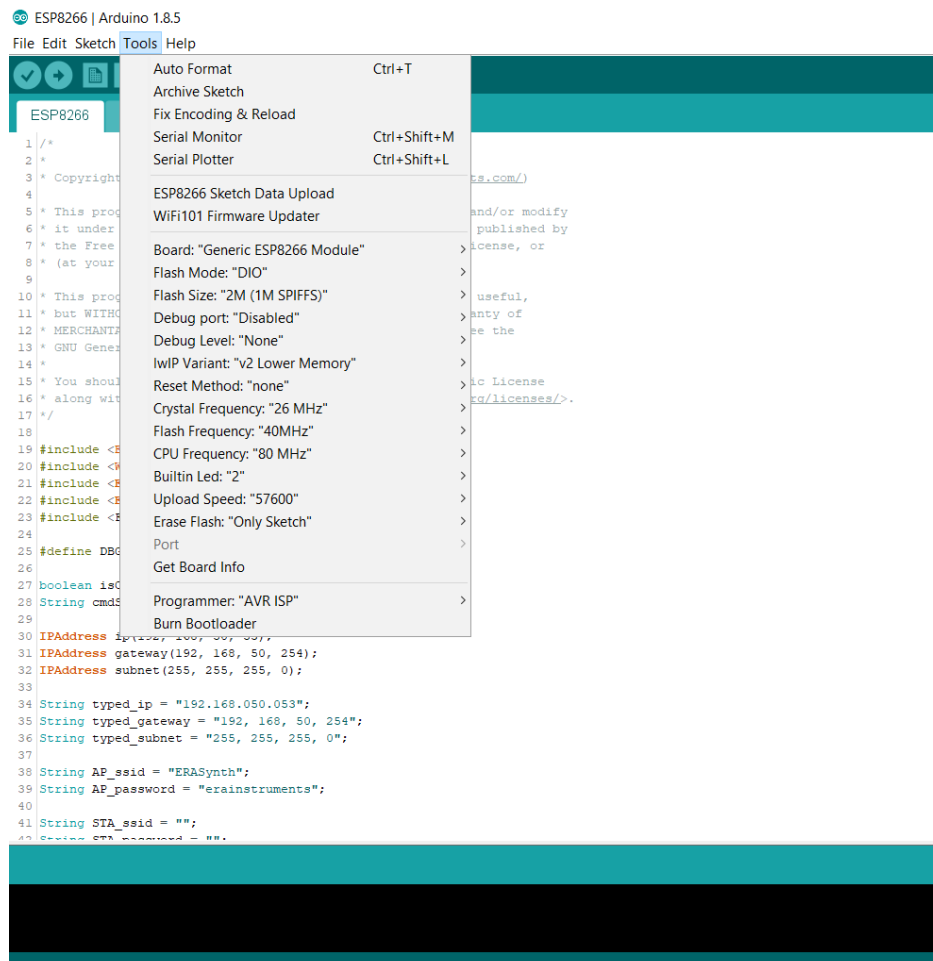 ESP8266 | Arduino 1.8.5
File Edit Sketch Tools Help
Auto Format Ctrl+T
Archive Sketch
Fix Encoding & Reload
Serial Monitor Ctrl+Shift+M
Serial Plotter Ctrl+Shift+L
ESP8266 Sketch Data Upload
WiFi101 Firmware Updater
Board: "Generic ESP8266 Module"
Flash Mode: "DIO"
Flash Size: "2M (1M SPIFFS)"
Debug port: "Disabled"
Debug Level: "None"
lwIP Variant: "v2 Lower Memory"
Reset Method: "none"
Crystal Frequency: "26 MHz"
Flash Frequency: "40MHz"
CPU Frequency: "80 MHz"
Builtin Led: "2"
Upload Speed: "57600"
Erase Flash: "Only Sketch"
Port
Get Board Info
Programmer: "AVR ISP"
Burn Bootloader
ESP8266
1 /*
2 *
3 * Copyright ts.com/)
4
5 * This prog and/or modify
6 * it under published by
7 * the Free icense, or
8 * (at your
9
10 * This prog useful,
11 * but WITHO anty of
12 * MERCHANTA ee the
13 * GNU Gener
14 *
15 * You shoul ic License
16 * along wit rg/licenses/>.
17 */
18
19 #include <E
20 #include <W
21 #include <E
22 #include <E
23 #include <E
24
25 #define DBG
26
27 boolean isC
28 String cmdS
29
30 IPAddress ip(192, 168, 50, 53);
31 IPAddress gateway(192, 168, 50, 254);
32 IPAddress subnet(255, 255, 255, 0);
33
34 String typed_ip = "192.168.050.053";
35 String typed_gateway = "192, 168, 50, 254";
36 String typed_subnet = "255, 255, 255, 0";
37
38 String AP_ssid = "ERASynth";
39 String AP_password = "erainstruments";
40
41 String STA_ssid = "";
42 String STA_password = "";